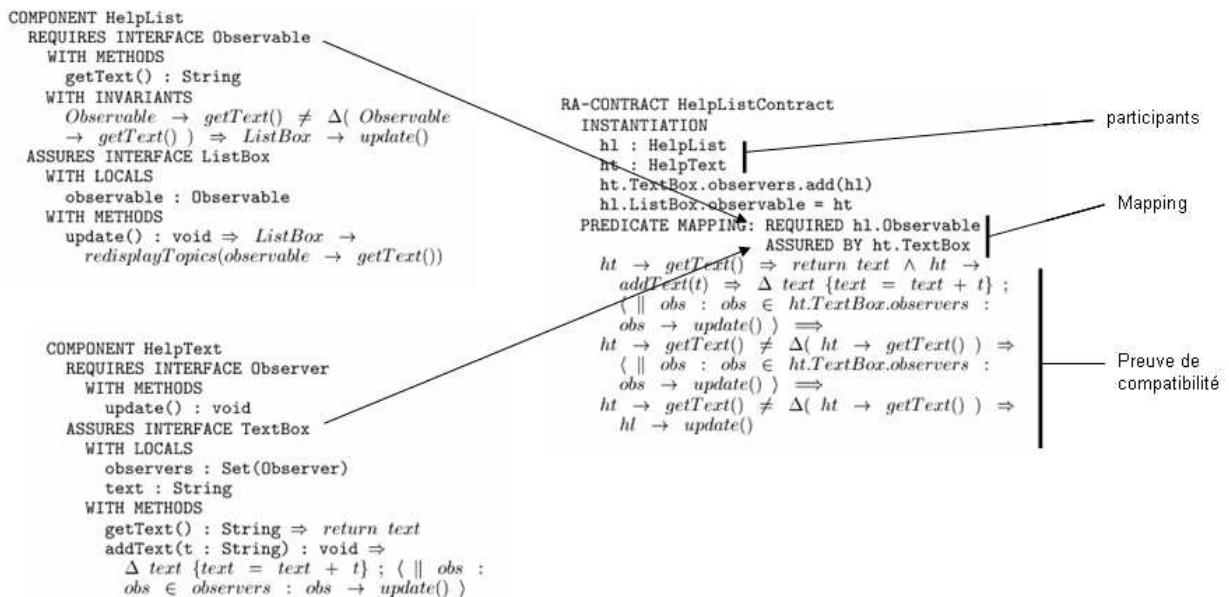 COMPONENT HelpList
REQUIRES INTERFACE Observable
WITH METHODS
getText() : String
WITH INVARIANTS
Observable → getText() ≠ Δ( Observable
→ getText() ) ⇒ ListBox → update()
ASSURES INTERFACE ListBox
WITH LOCALS
observable : Observable
WITH METHODS
update() : void ⇒ ListBox →
redisplayTopics(observable → getText())
COMPONENT HelpText
REQUIRES INTERFACE Observer
WITH METHODS
update() : void
ASSURES INTERFACE TextBox
WITH LOCALS
observers : Set(Observer)
text : String
WITH METHODS
getText() : String ⇒ return text
addText(t : String) : void ⇒
Δ text {text = text + t} ; ⟨ ‖ obs :
obs ∈ observers : obs → update() ⟩
RA-CONTRACT HelpListContract
INSTANTIATION
hl : HelpList
ht : HelpText
ht.TextBox.observers.add(hl)
hl.ListBox.observable = ht
PREDICATE MAPPING: REQUIRED hl.Observable
ASSURED BY ht.TextBox
ht → getText() ⇒ return text ∧ ht →
addText(t) ⇒ Δ text {text = text + t} ;
⟨ ‖ obs : obs ∈ ht.TextBox.observers :
obs → update() ⟩ ⟹
ht → getText() ≠ Δ( ht → getText() ) ⇒
⟨ ‖ obs : obs ∈ ht.TextBox.observers :
obs → update() ⟩ ⟹
ht → getText() ≠ Δ( ht → getText() ) ⇒
hl → update()
participants
Mapping
Preuve de
compatibilité